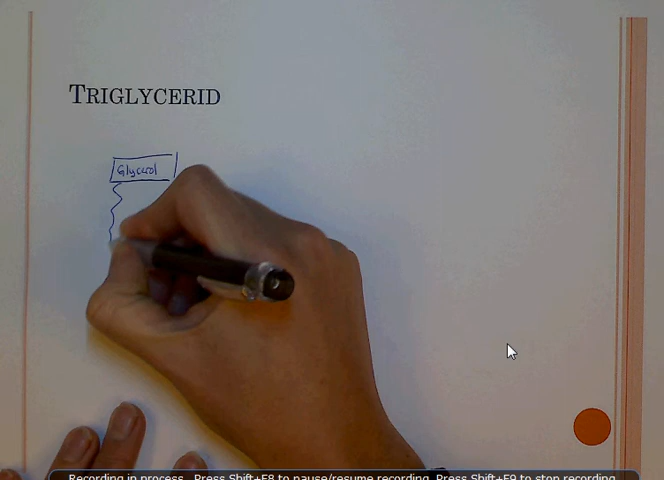 TRIGLYCERID
Glycerol
Recording in process. Press Shift+F8 to pause/resume recording. Press Shift+F9 to stop recording.